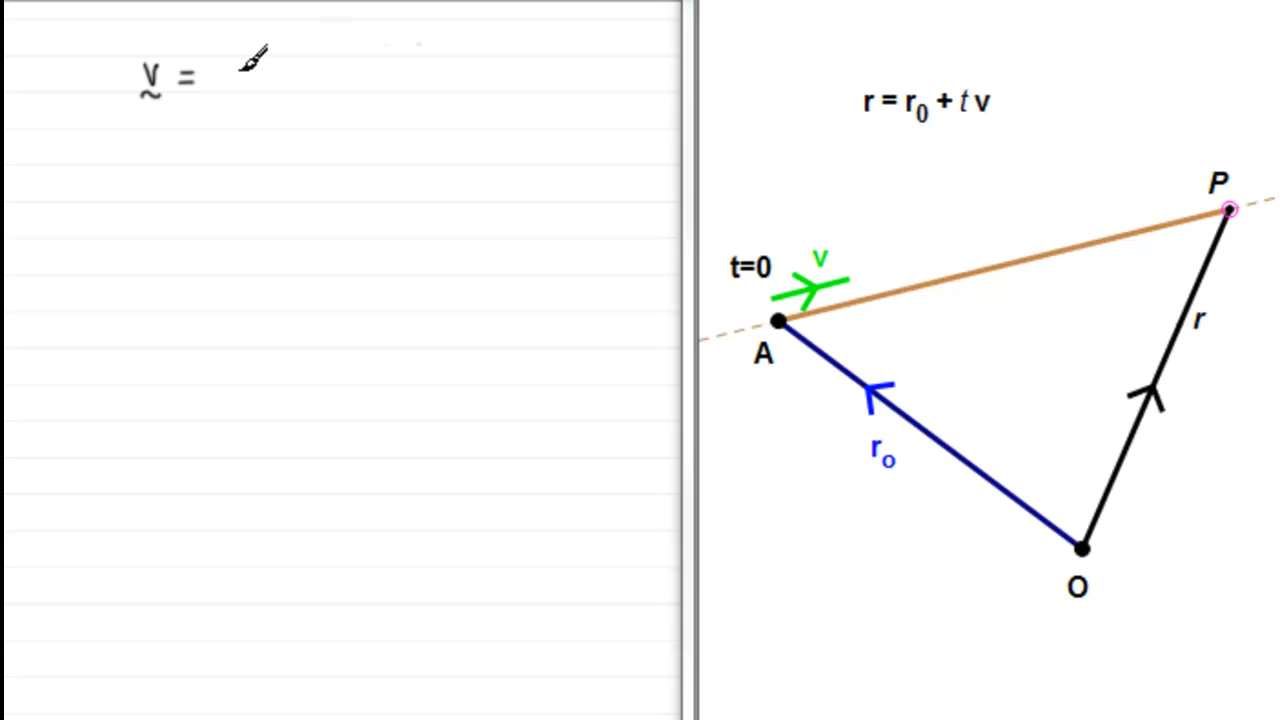 v =
r = r₀ + t v
P
v
t=0
r
A
r₀
O